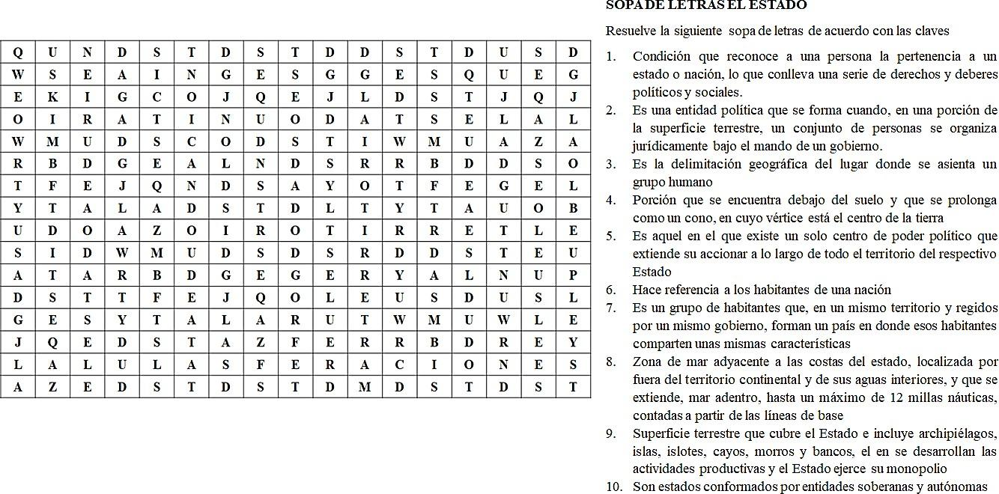 SOPA DE LETRAS EL ESTADO
Resuelve la siguiente sopa de letras de acuerdo con las claves
Q U N D S T D S T D D S T D U S D
W S E A I N G E S G G E S Q U E G
E K I G C O J Q E J L D S T J Q J
O I R A T I N U O D A T S E L A L
W M U D S C O D S T I W M U A Z A
R B D G E A L N D S R R B D D S O
T F E J Q N D S A Y O T F E G E L
Y T A L A D S T D L T Y T A U O B
U D O A Z O I R O T I R R E T L E
S I D W M U D S D S R D D S T E U
A T A R B D G E G E R Y A L N U P
D S T T F E J Q O L E U S D U S L
G E S Y T A L A R U T W M U W L E
J Q E D S T A Z F E R R B D R E Y
L A L U L A S F E R A C I O N E S
A Z E D S T D S T D M D S T D S T
1. Condición que reconoce a una persona la pertenencia a un
estado o nación, lo que conlleva una serie de derechos y deberes
políticos y sociales.
2. Es una entidad política que se forma cuando, en una porción de
la superficie terrestre, un conjunto de personas se organiza
jurídicamente bajo el mando de un gobierno.
3. Es la delimitación geográfica del lugar donde se asienta un
grupo humano
4. Porción que se encuentra debajo del suelo y que se prolonga
como un cono, en cuyo vértice está el centro de la tierra
5. Es aquel en el que existe un solo centro de poder político que
extiende su accionar a lo largo de todo el territorio del respectivo
Estado
6. Hace referencia a los habitantes de una nación
7. Es un grupo de habitantes que, en un mismo territorio y regidos
por un mismo gobierno, forman un país en donde esos habitantes
comparten unas mismas características
8. Zona de mar adyacente a las costas del estado, localizada por
fuera del territorio continental y de sus aguas interiores, y que se
extiende, mar adentro, hasta un máximo de 12 millas náuticas,
contadas a partir de las líneas de base
9. Superficie terrestre que cubre el Estado e incluye archipiélagos,
islas, islotes, cayos, morros y bancos, el en se desarrollan las
actividades productivas y el Estado ejerce su monopolio
10. Son estados conformados por entidades soberanas y autónomas